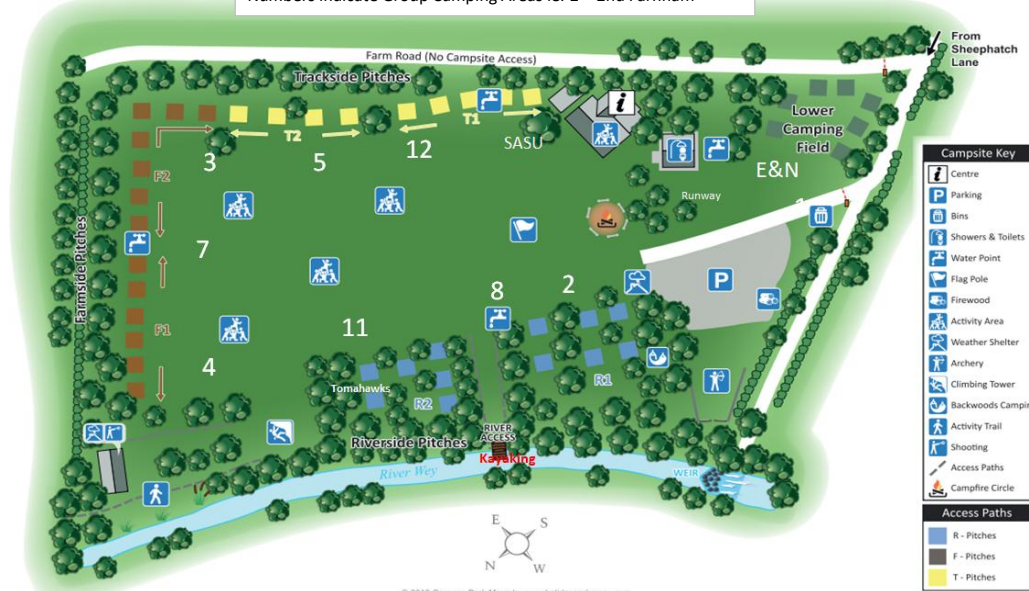 Farm Road (No Campsite Access)
From
Sheephatch
Lane
Trackside Pitches
i
T1
T2
Lower
Camping
Field
3
5
12
SASU
E&N
F2
Runway
7
Farmside Pitches
P
2
8
F1
11
4
R1
Tomahawks
R2
RIVER
ACCESS
Riverside Pitches
Kayaking
River Wey
WEIR
E
S
N
W
Campsite Key
i Centre
P Parking
Bins
Showers & Toilets
Water Point
Flag Pole
Firewood
Activity Area
Weather Shelter
Archery
Climbing Tower
Backwoods Campin
Activity Trail
Shooting
Access Paths
Campfire Circle
Access Paths
R - Pitches
F - Pitches
T - Pitches